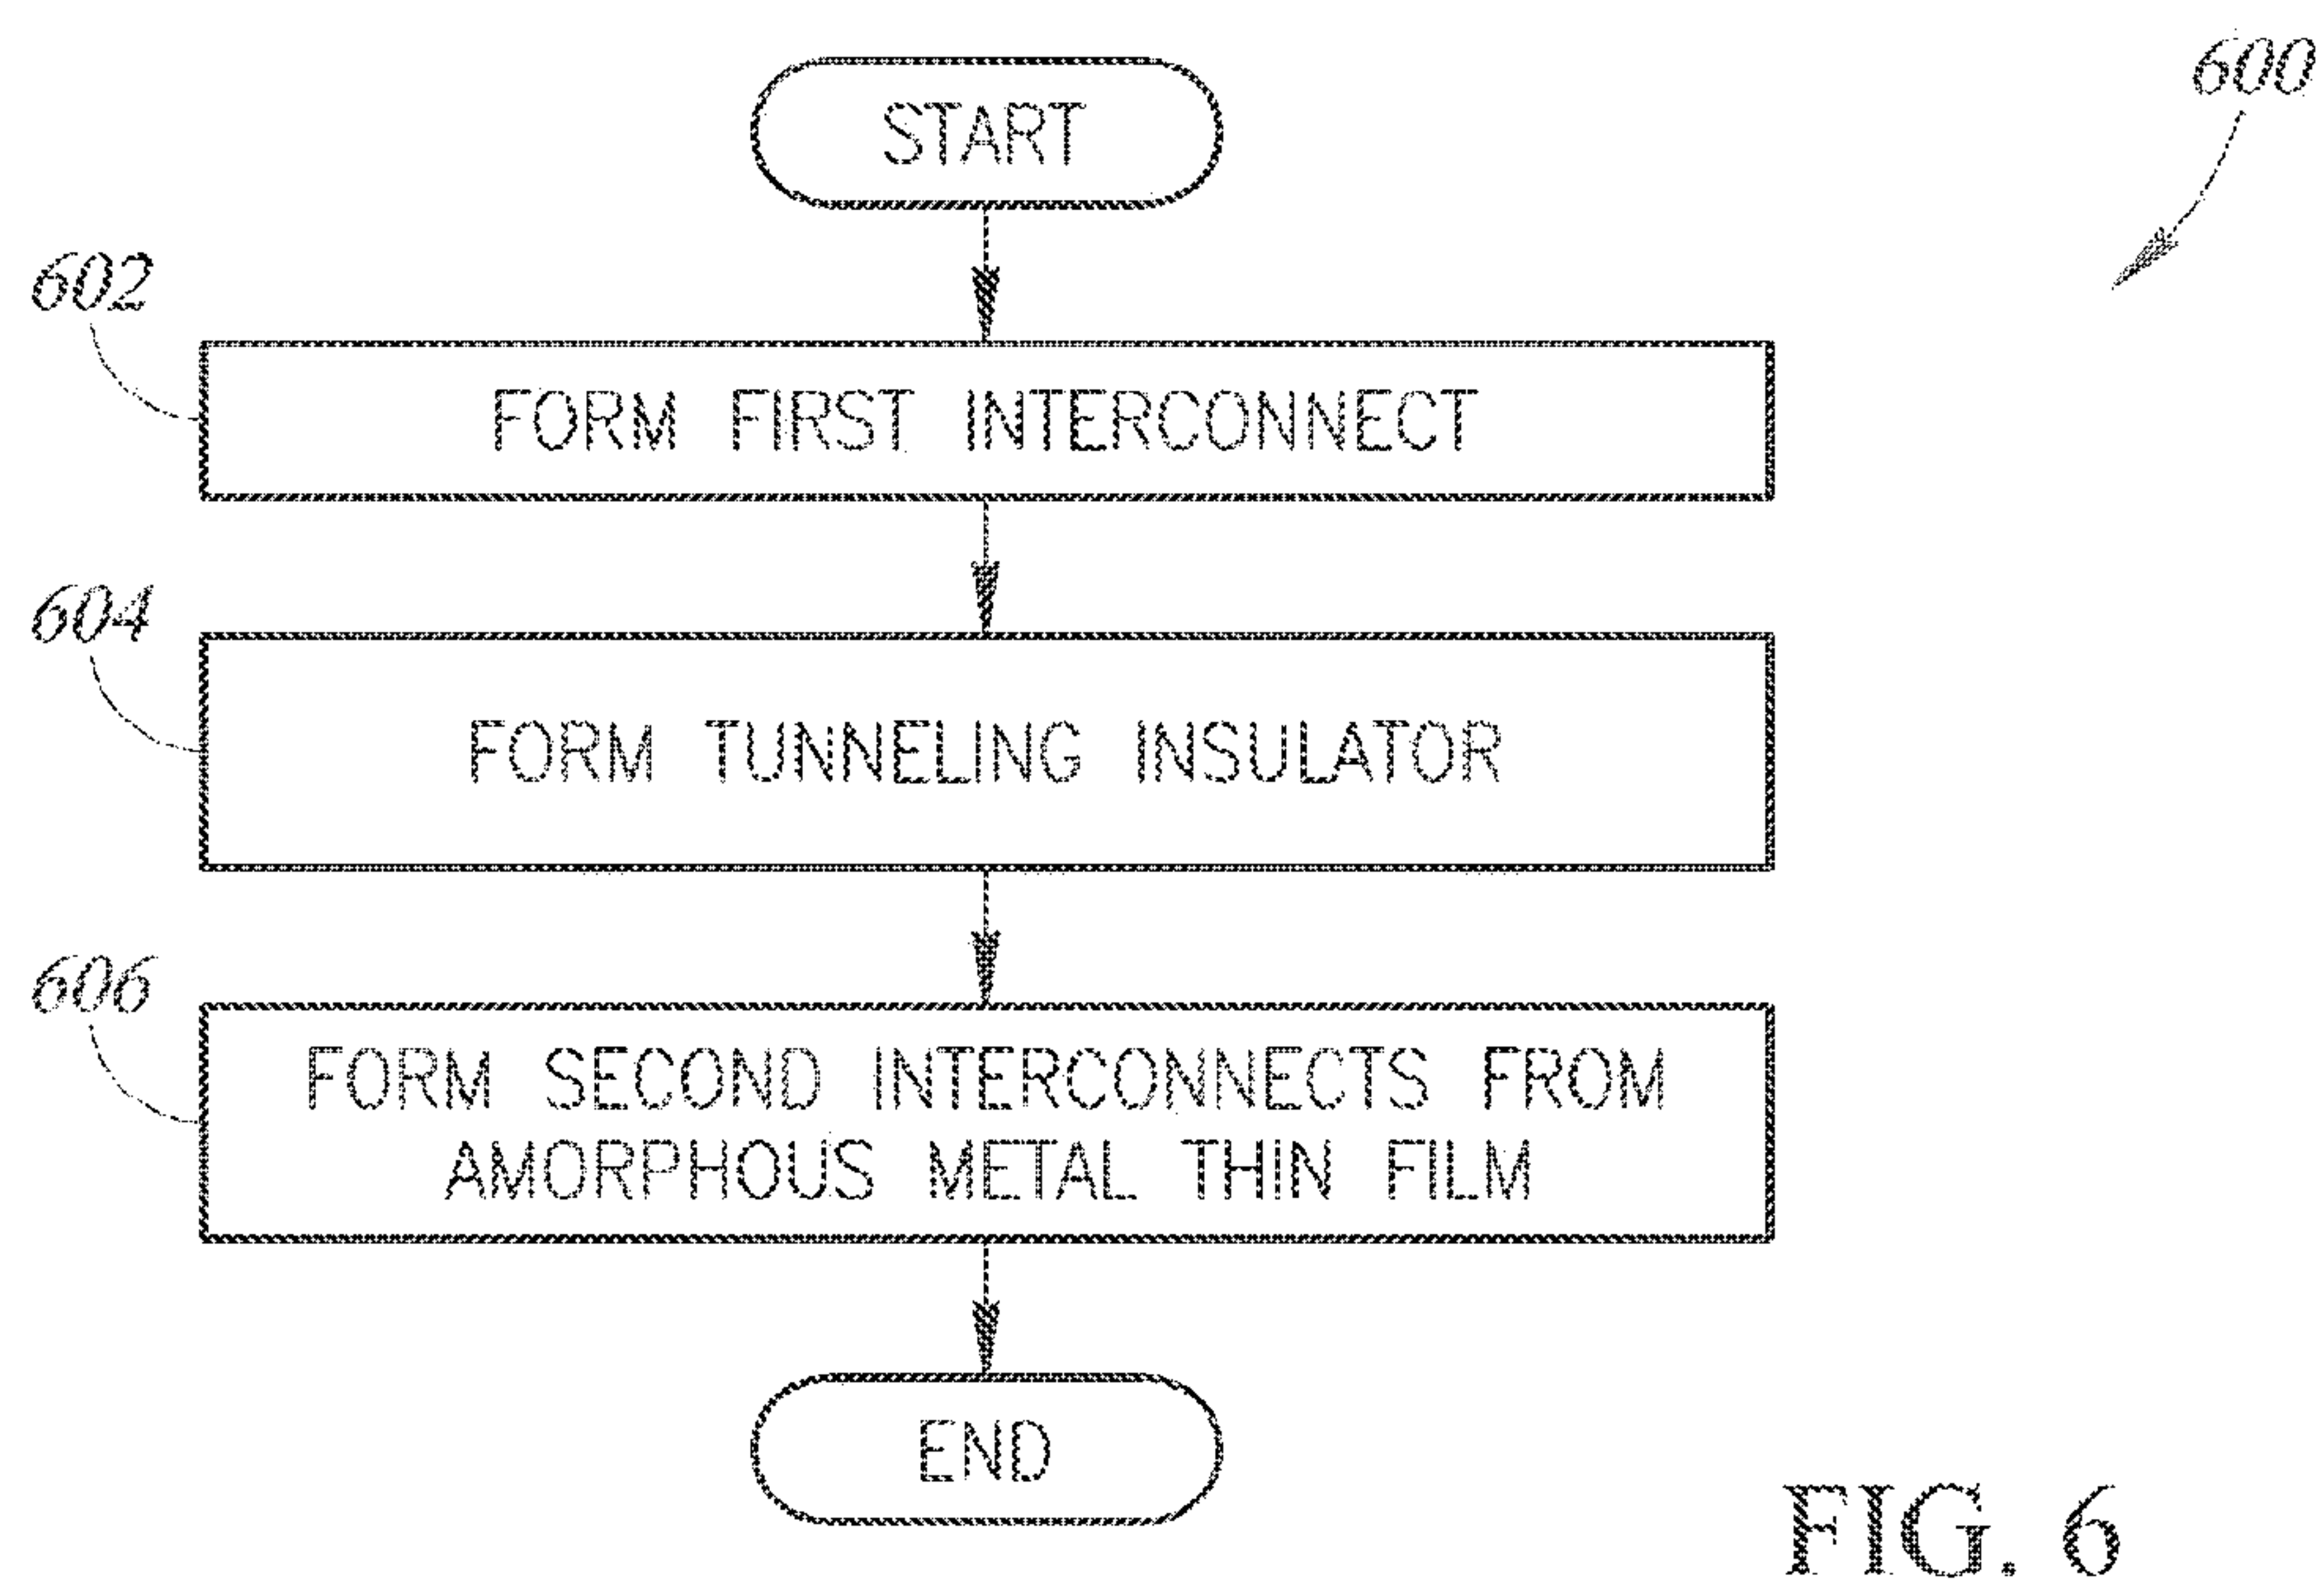 START
600
602
FORM FIRST INTERCONNECT
604
FORM TUNNELING INSULATOR
606
FORM SECOND INTERCONNECTS FROM
AMORPHOUS METAL THIN FILM
END
FIG. 6